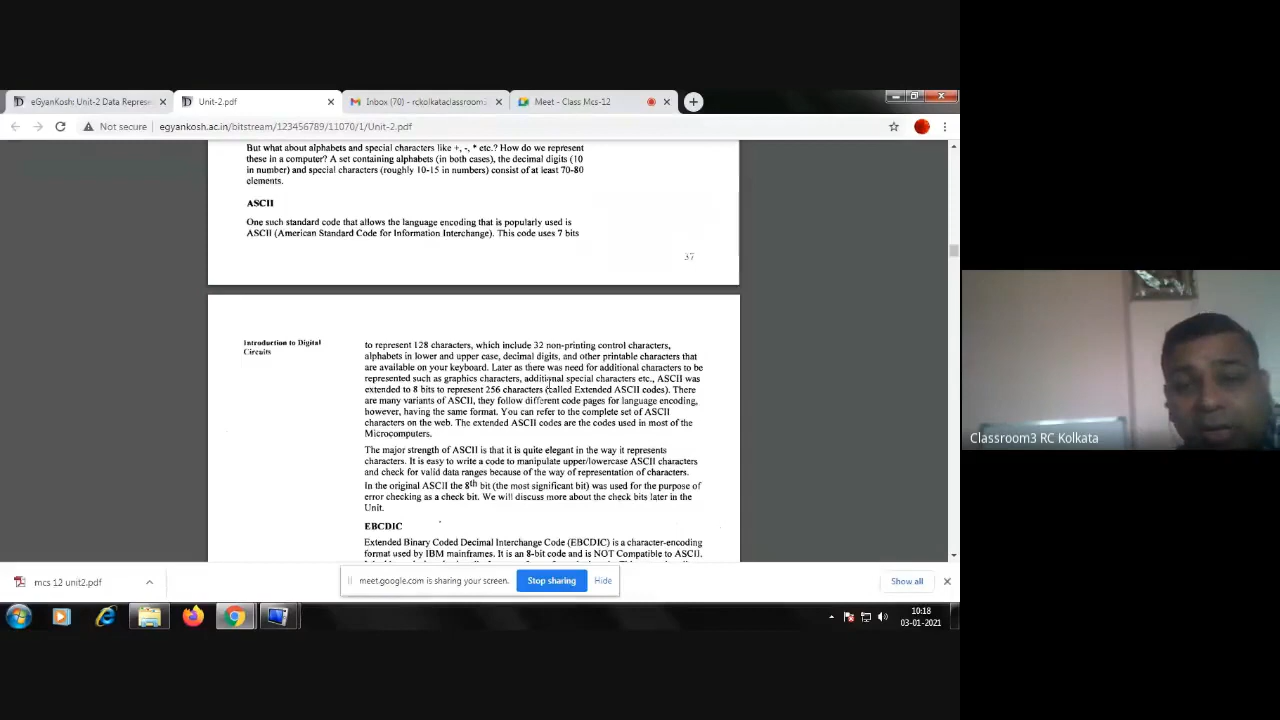 eGyanKosh: Unit-2 Data Represe
Unit-2.pdf
Inbox (70) - rckolkataclassroom3
Meet - Class Mcs-12
Not secure
egyankosh.ac.in/bitstream/123456789/11070/1/Unit-2.pdf
But what about alphabets and special characters like +, -, * etc.? How do we represent
these in a computer? A set containing alphabets (in both cases), the decimal digits (10
in number) and special characters (roughly 10-15 in numbers) consist of at least 70-80
elements.
ASCII
One such standard code that allows the language encoding that is popularly used is
ASCII (American Standard Code for Information Interchange). This code uses 7 bits
37
Introduction to Digital
Circuits
to represent 128 characters, which include 32 non-printing control characters,
alphabets in lower and upper case, decimal digits, and other printable characters that
are available on your keyboard. Later as there was need for additional characters to be
represented such as graphics characters, additional special characters etc., ASCII was
extended to 8 bits to represent 256 characters (called Extended ASCII codes). There
are many variants of ASCII, they follow different code pages for language encoding,
however, having the same format. You can refer to the complete set of ASCII
characters on the web. The extended ASCII codes are the codes used in most of the
Microcomputers.
The major strength of ASCII is that it is quite elegant in the way it represents
characters. It is easy to write a code to manipulate upper/lowercase ASCII characters
and check for valid data ranges because of the way of representation of characters.
In the original ASCII the 8th bit (the most significant bit) was used for the purpose of
error checking as a check bit. We will discuss more about the check bits later in the
Unit.
EBCDIC
Extended Binary Coded Decimal Interchange Code (EBCDIC) is a character-encoding
format used by IBM mainframes. It is an 8-bit code and is NOT Compatible to ASCII.
mcs 12 unit2.pdf
meet.google.com is sharing your screen.
Stop sharing
Hide
Show all
10:18
03-01-2021
Classroom3 RC Kolkata